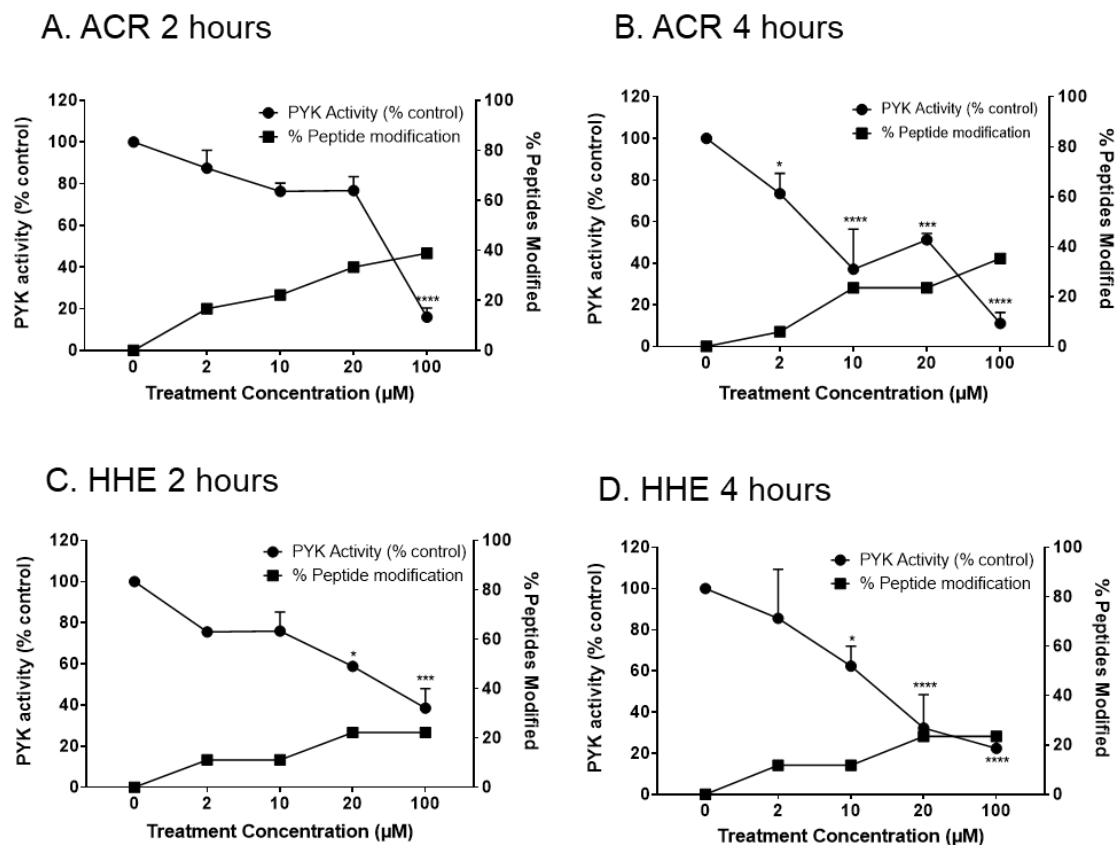 A. ACR 2 hours
PYK activity (% control)
120
100
80
60
40
20
0
PYK Activity (% control)
% Peptide modification
****
100
80
60
40
20
0
% Peptides Modified
0 2 10 20 100
Treatment Concentration (µM)
B. ACR 4 hours
PYK activity (% control)
120
100
80
60
40
20
0
PYK Activity (% control)
% Peptide modification
*
****
***
****
100
80
60
40
20
0
% Peptides Modified
0 2 10 20 100
Treatment Concentration (µM)
C. HHE 2 hours
PYK activity (% control)
120
100
80
60
40
20
0
PYK Activity (% control)
% Peptide modification
*
***
100
80
60
40
20
0
% Peptides Modified
0 2 10 20 100
Treatment Concentration (µM)
D. HHE 4 hours
PYK activity (% control)
120
100
80
60
40
20
0
PYK Activity (% control)
% Peptide modification
*
****
****
100
80
60
40
20
0
% Peptides Modified
0 2 10 20 100
Treatment Concentration (µM)